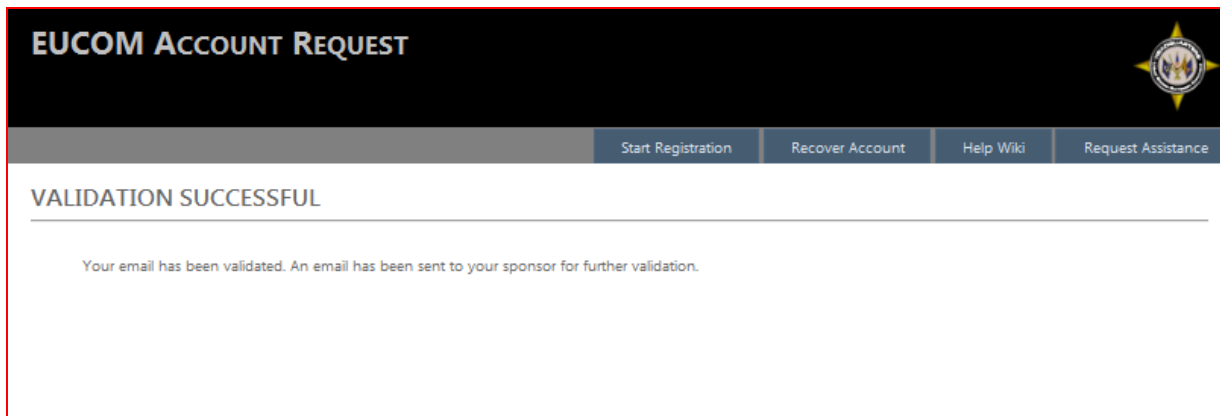 EUCOM ACCOUNT REQUEST
Start Registration Recover Account Help Wiki Request Assistance
VALIDATION SUCCESSFUL
Your email has been validated. An email has been sent to your sponsor for further validation.